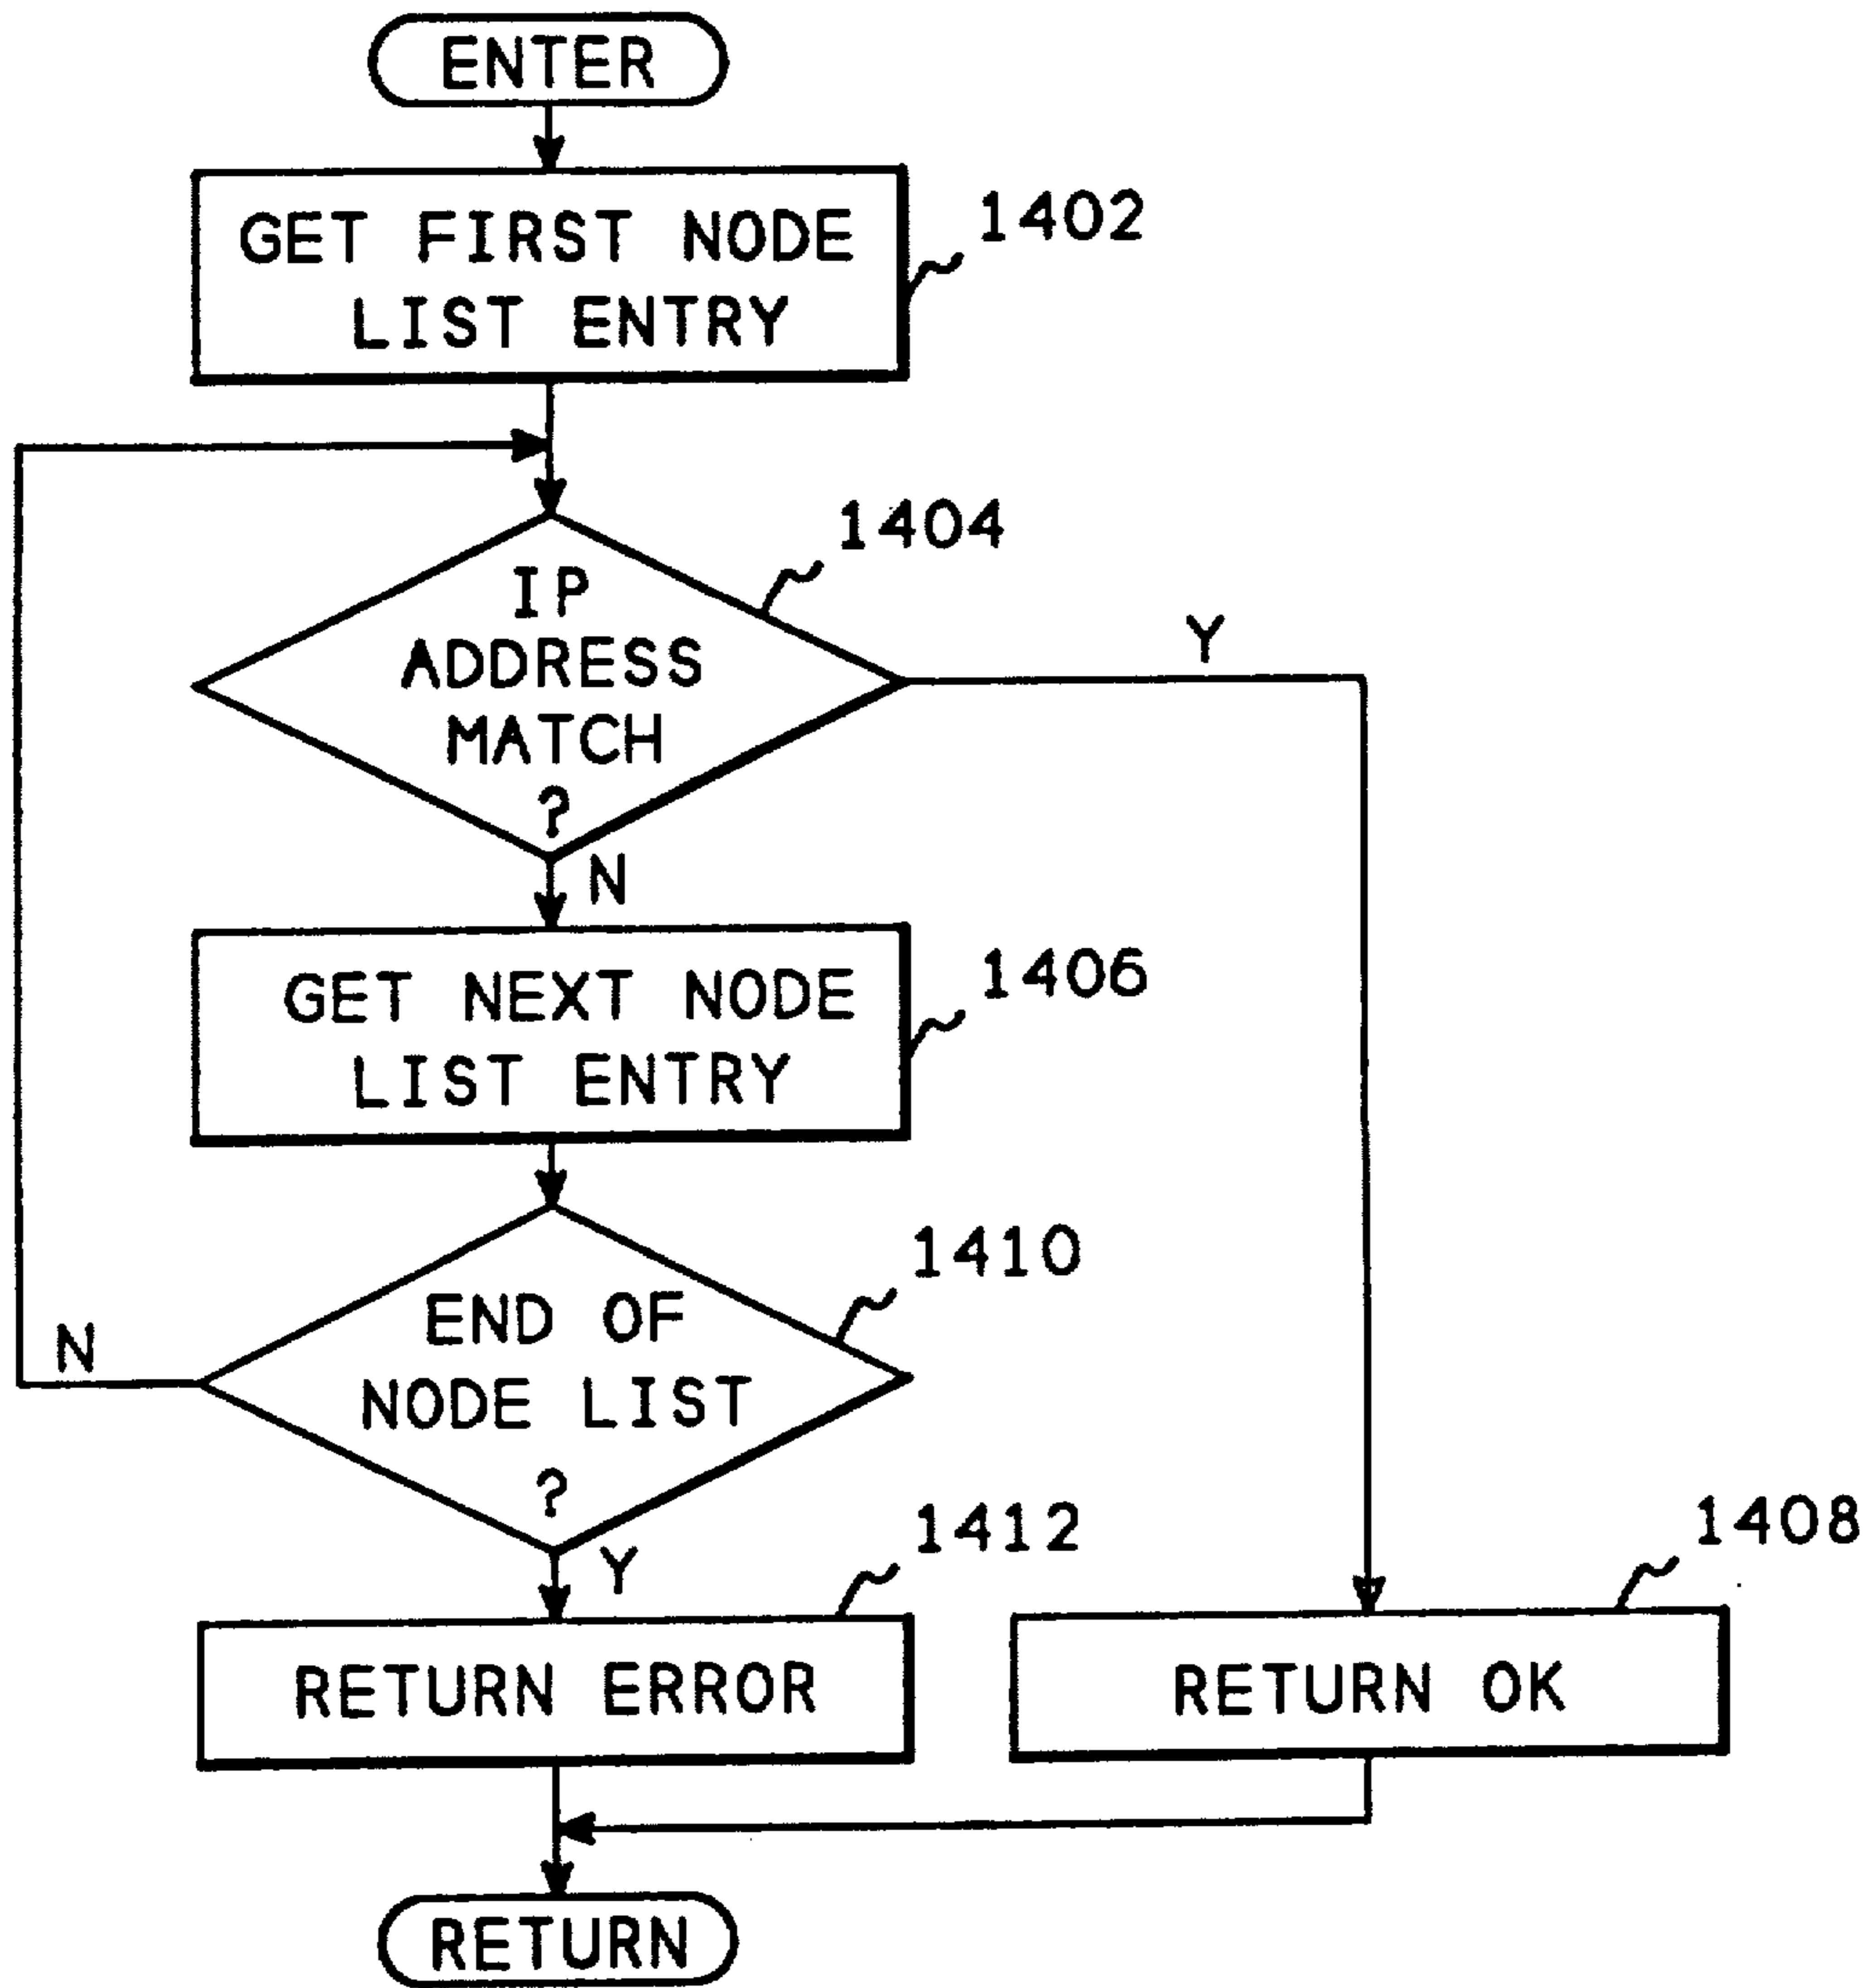 ENTER
GET FIRST NODE
LIST ENTRY
1402
IP
ADDRESS
MATCH
?
1404
Y
N
GET NEXT NODE
LIST ENTRY
1406
END OF
NODE LIST
?
1410
N
Y
RETURN ERROR
1412
RETURN OK
1408
RETURN